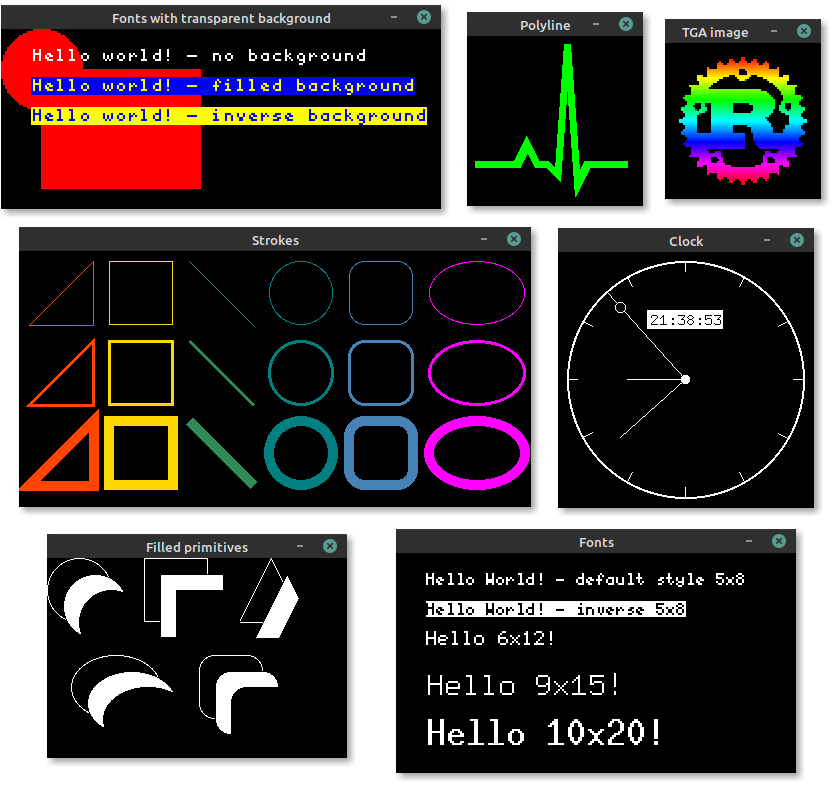 Fonts with transparent background
Hello world! - no background
Hello world! - filled background
Hello world! - inverse background
Polyline
TGA image
R
Strokes
Clock
21:38:53
Filled primitives
Fonts
Hello World! - default style 5x8
Hello World! - inverse 5x8
Hello 6x12!
Hello 9x15!
Hello 10x20!